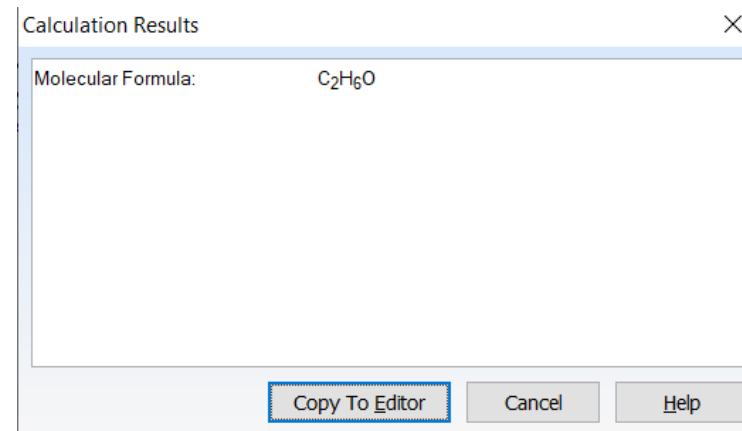 Calculation Results
Molecular Formula: C₂H₆O
Copy To Editor Cancel Help